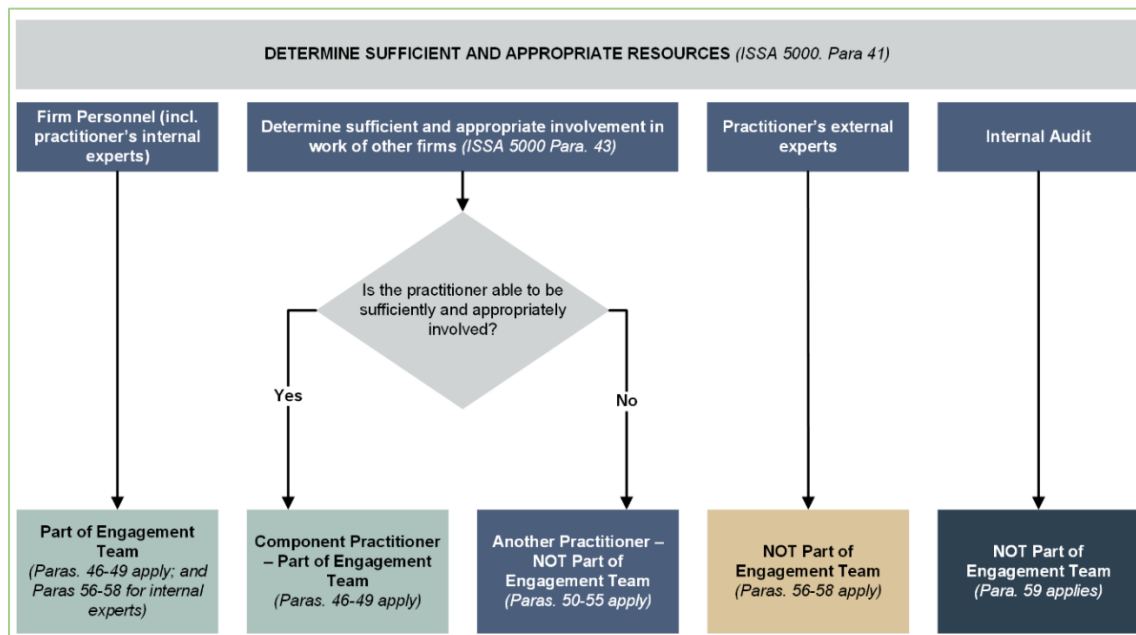 DETERMINE SUFFICIENT AND APPROPRIATE RESOURCES (ISSA 5000. Para 41)
Firm Personnel (incl.
practitioner’s internal
experts)
Determine sufficient and appropriate involvement in
work of other firms (ISSA 5000 Para. 43)
Practitioner’s external
experts
Internal Audit
Is the practitioner able to be
sufficiently and appropriately
involved?
Yes
No
Part of Engagement
Team
(Paras. 46-49 apply; and
Paras 56-58 for internal
experts)
Component Practitioner
– Part of Engagement
Team
(Paras. 46-49 apply)
Another Practitioner –
NOT Part of
Engagement Team
(Paras. 50-55 apply)
NOT Part of
Engagement Team
(Paras. 56-58 apply)
NOT Part of
Engagement Team
(Para. 59 applies)